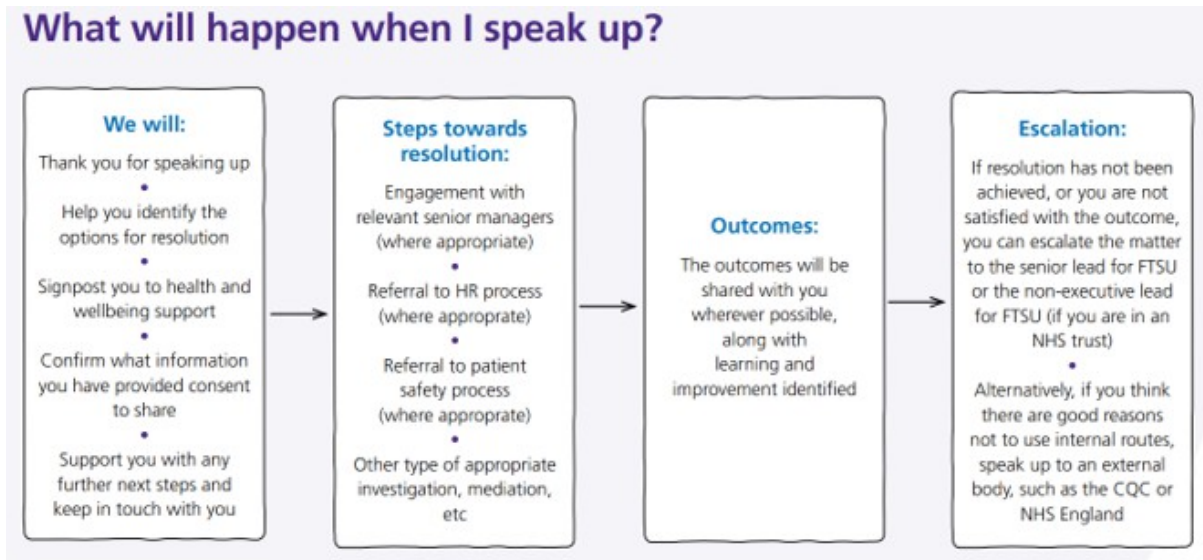 What will happen when I speak up?
We will:
Thank you for speaking up
•
Help you identify the
options for resolution
•
Signpost you to health and
wellbeing support
•
Confirm what information
you have provided consent
to share
•
Support you with any
further next steps and
keep in touch with you
Steps towards
resolution:
Engagement with
relevant senior managers
(where appropriate)
•
Referral to HR process
(where appropriate)
•
Referral to patient
safety process
(where approprate)
•
Other type of appropriate
investigation, mediation,
etc
Outcomes:
The outcomes will be
shared with you
wherever possible,
along with
learning and
improvement identified
Escalation:
If resolution has not been
achieved, or you are not
satisfied with the outcome,
you can escalate the matter
to the senior lead for FTSU
or the non-executive lead
for FTSU (if you are in an
NHS trust)
•
Alternatively, if you think
there are good reasons
not to use internal routes,
speak up to an external
body, such as the CQC or
NHS England